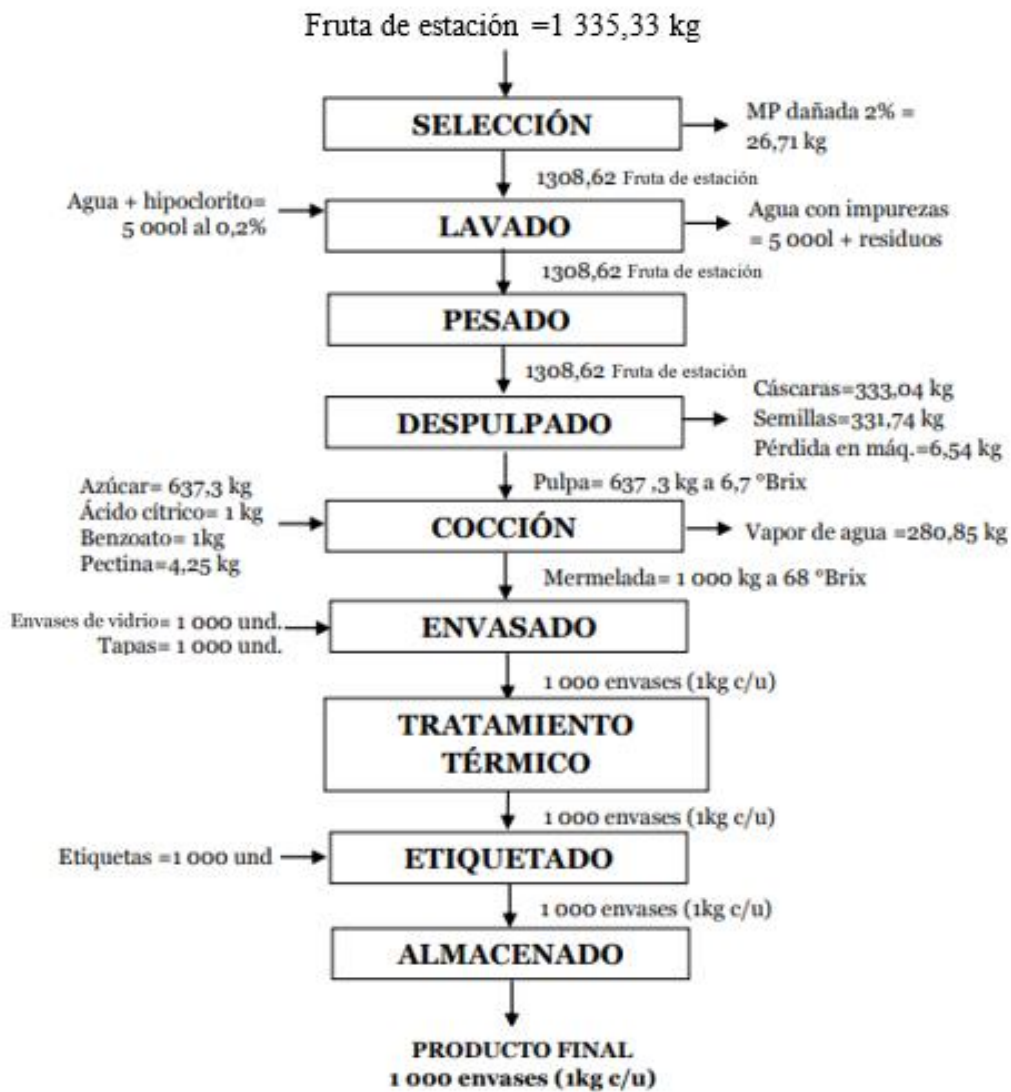 Fruta de estación =1 335,33 kg
SELECCIÓN
MP dañada 2% =
26,71 kg
1308,62 Fruta de estación
Agua + hipoclorito=
5 000l al 0,2%
LAVADO
Agua con impurezas
= 5 000l + residuos
1308,62 Fruta de estación
PESADO
1308,62 Fruta de estación
DESPULPADO
Cáscaras=333,04 kg
Semillas=331,74 kg
Pérdida en máq.=6,54 kg
Pulpa= 637 ,3 kg a 6,7 °Brix
Azúcar= 637,3 kg
Ácido cítrico= 1 kg
Benzoato= 1kg
Pectina=4,25 kg
COCCIÓN
Vapor de agua =280,85 kg
Mermelada= 1 000 kg a 68 °Brix
Envases de vidrio= 1 000 und.
Tapas= 1 000 und.
ENVASADO
1 000 envases (1kg c/u)
TRATAMIENTO
TÉRMICO
1 000 envases (1kg c/u)
Etiquetas =1 000 und
ETIQUETADO
1 000 envases (1kg c/u)
ALMACENADO
PRODUCTO FINAL
1 000 envases (1kg c/u)